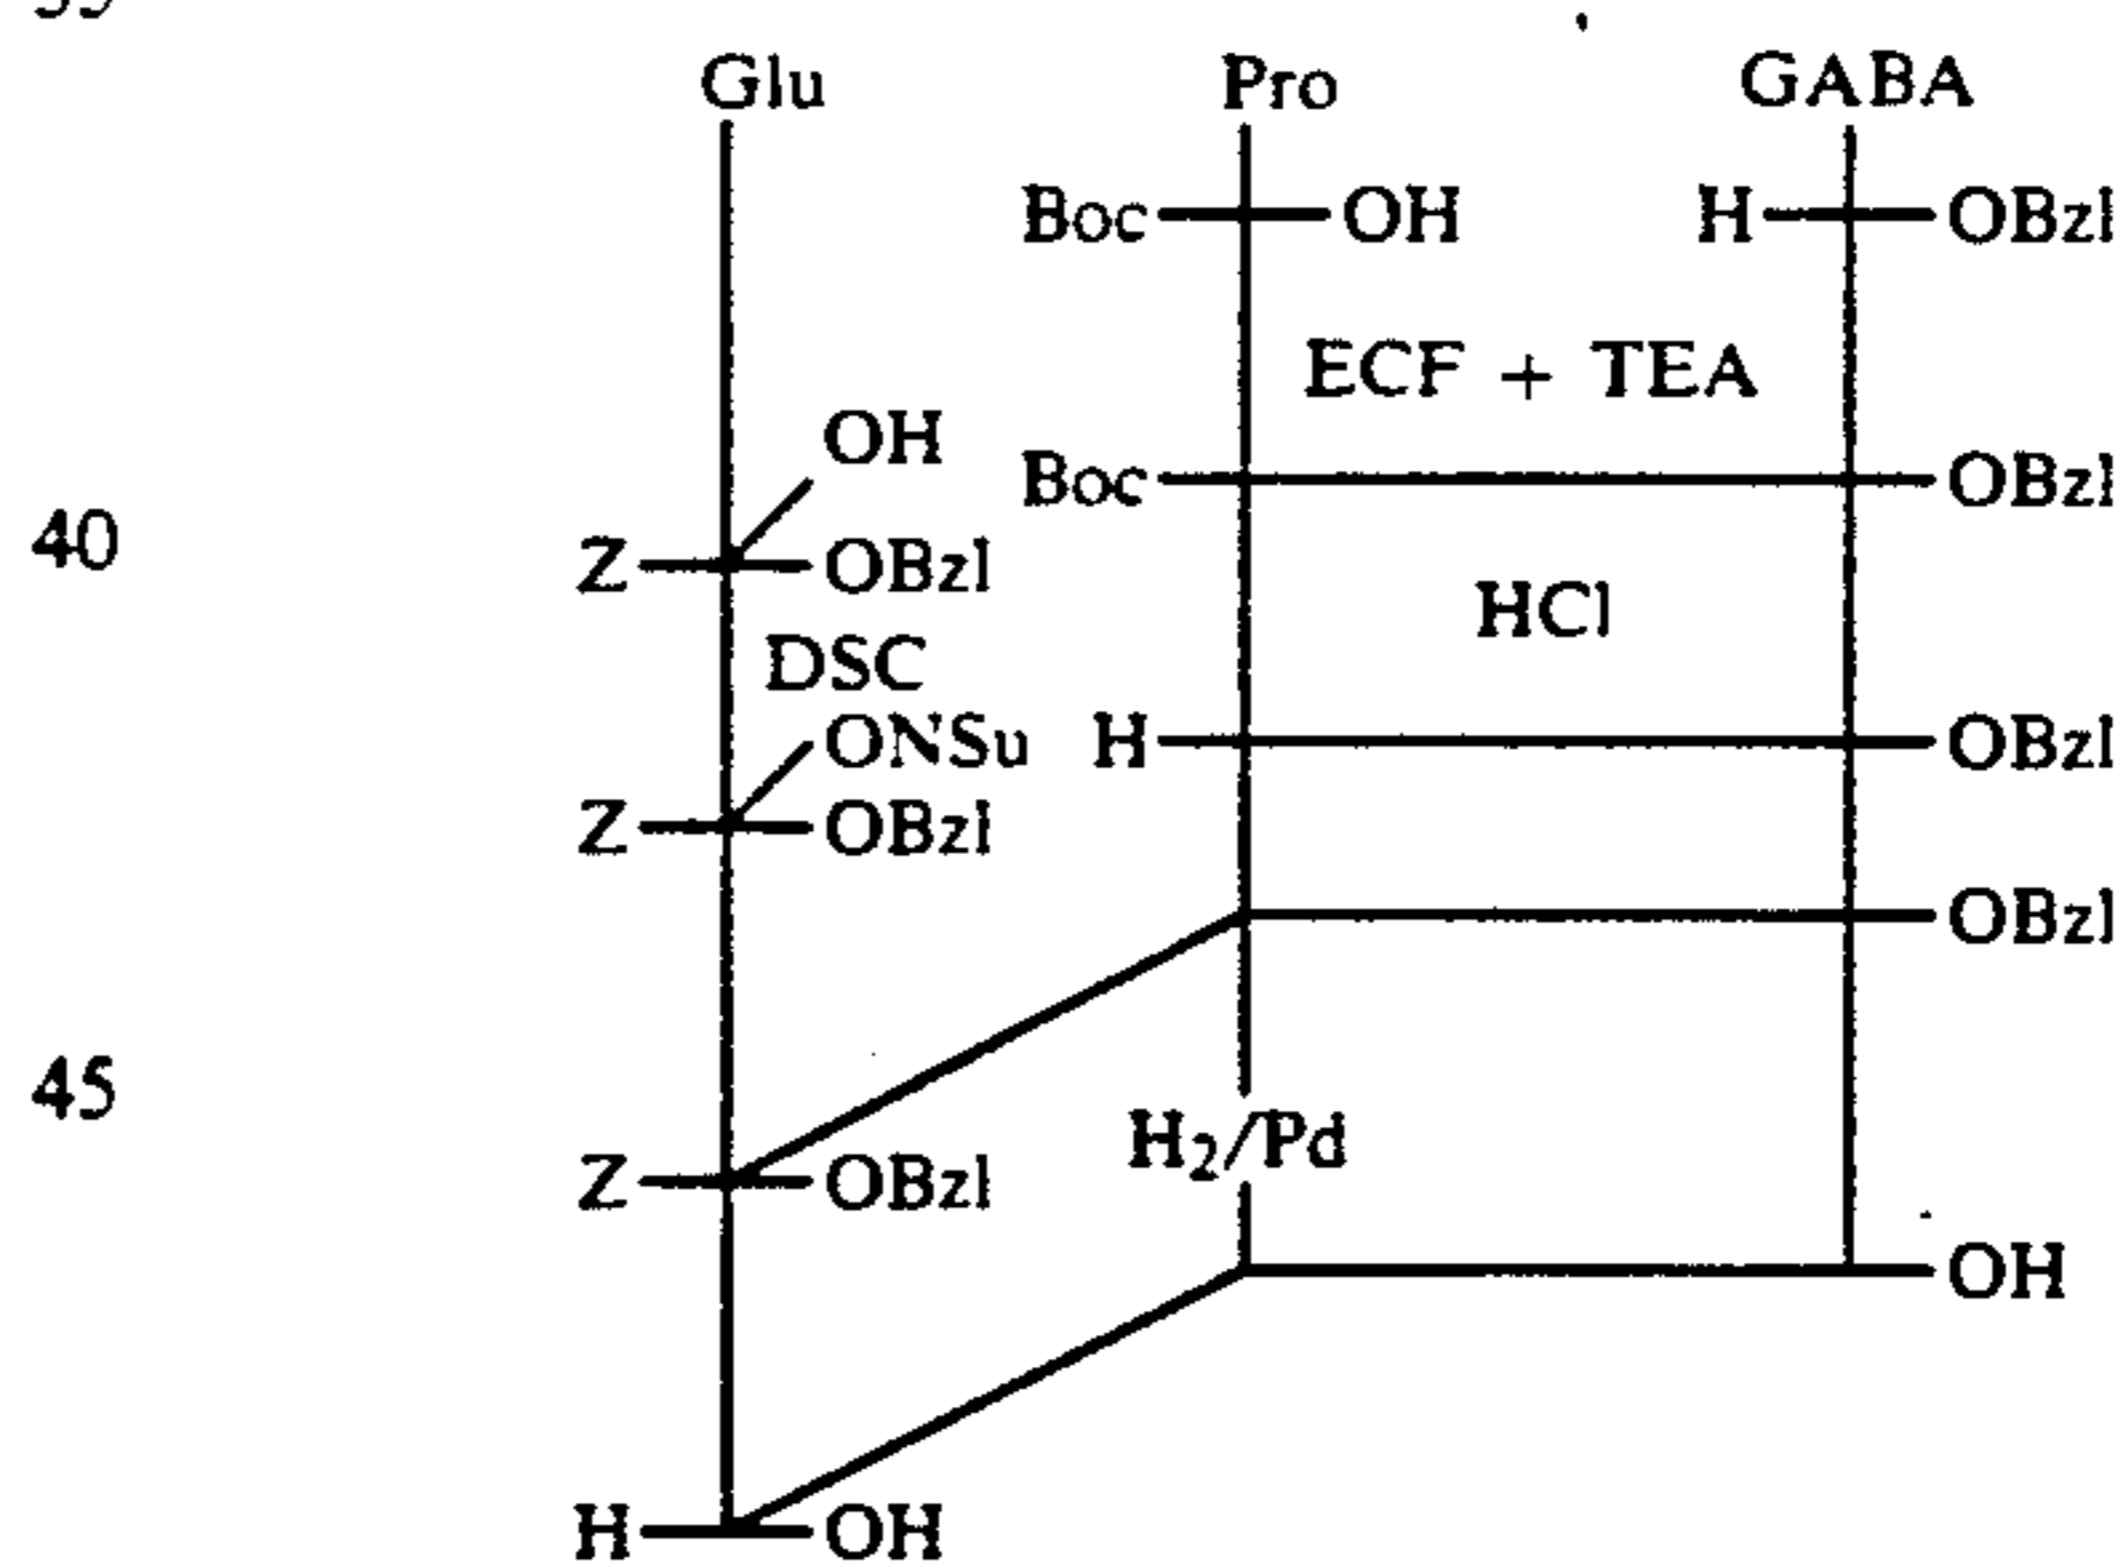 Glu Pro GABA
Boc OH H OBzl
ECF + TEA
OH
Boc OBzl
40 Z OBzl
HCl
DSC
ONSu H OBzl
Z OBzl
OBzl
45 H2/Pd
Z OBzl
OH
H OH